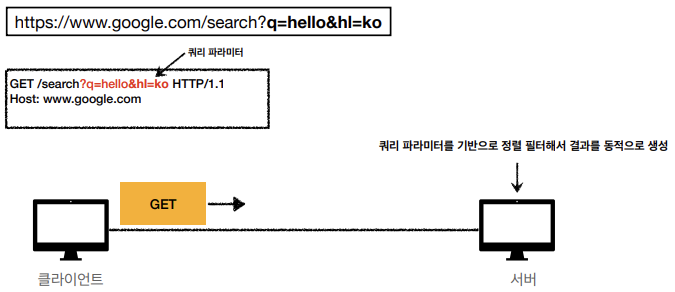 https://www.google.com/search?q=hello&hl=ko
쿼리 파라미터
GET /search?q=hello&hl=ko HTTP/1.1
Host: www.google.com
쿼리 파라미터를 기반으로 정렬 필터해서 결과를 동적으로 생성
GET
클라이언트
서버